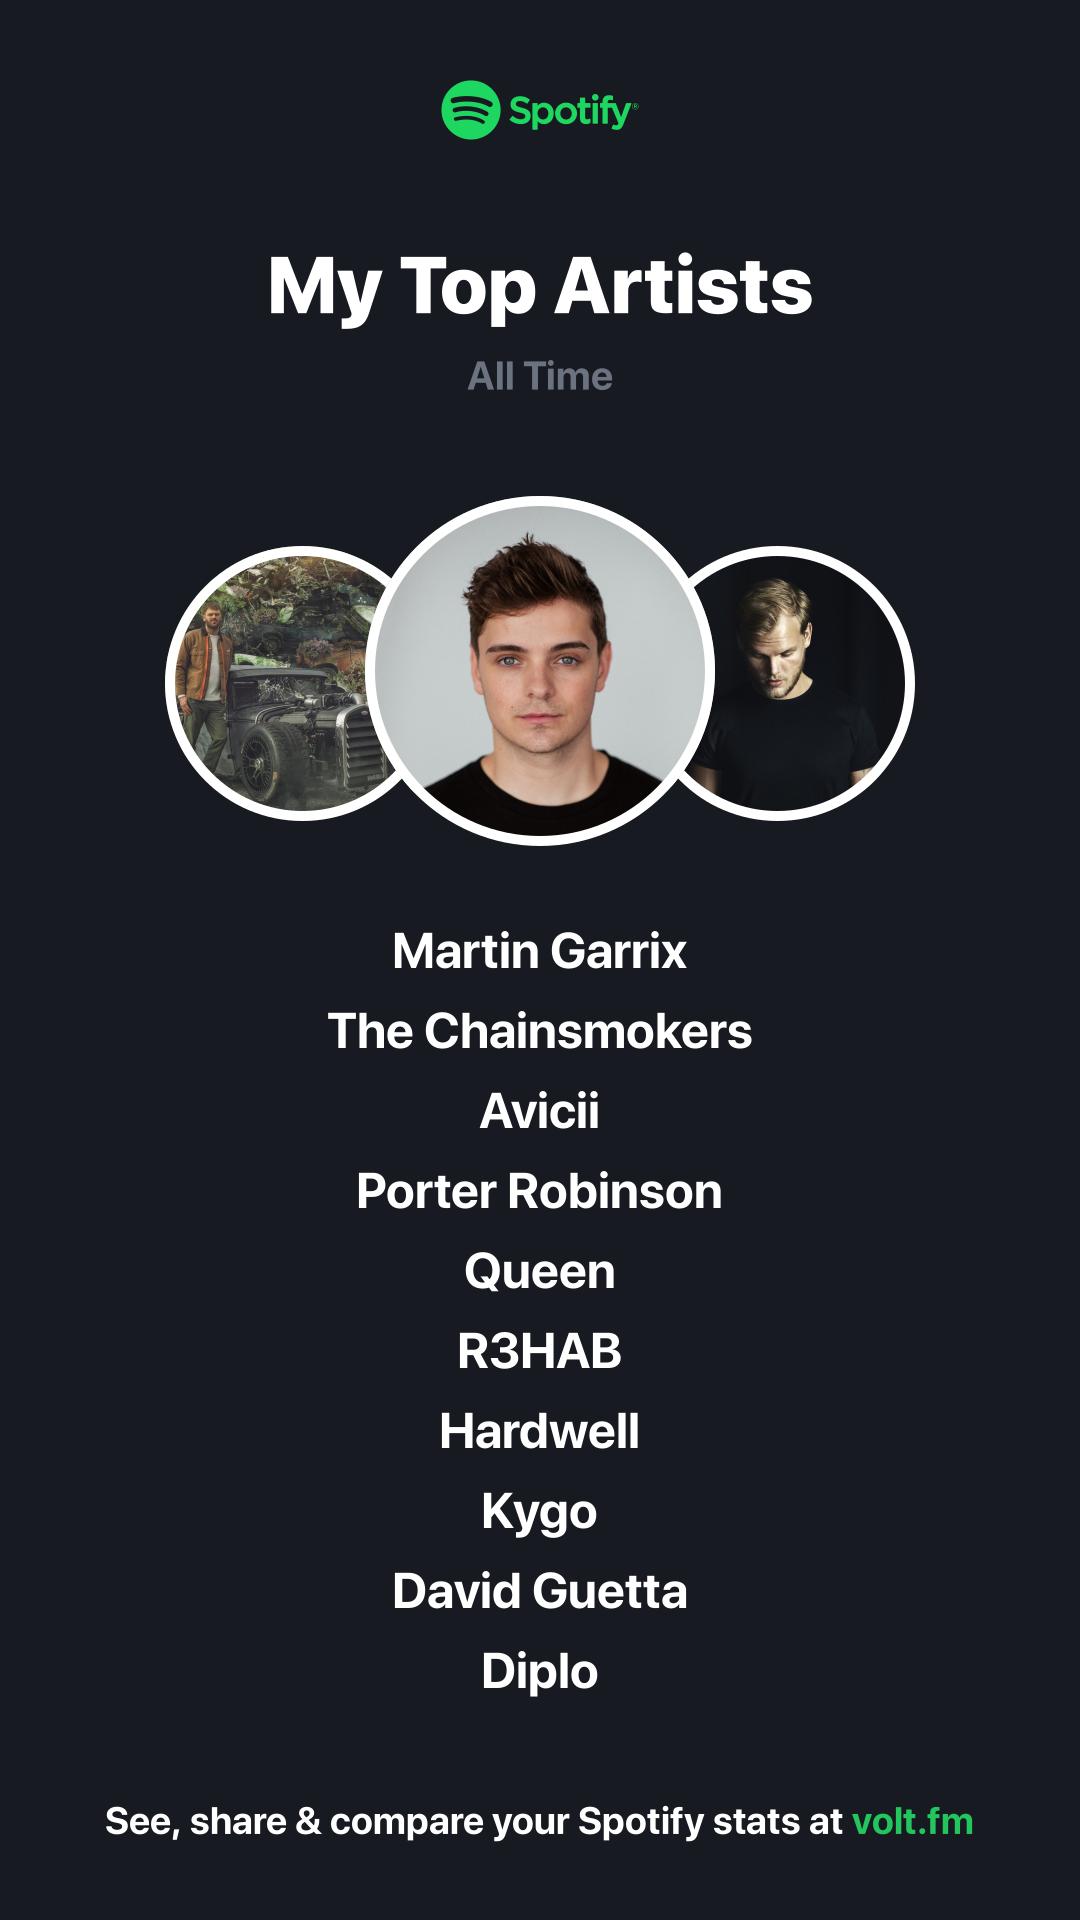 Spotify®
My Top Artists
All Time
Martin Garrix
The Chainsmokers
Avicii
Porter Robinson
Queen
R3HAB
Hardwell
Kygo
David Guetta
Diplo
See, share & compare your Spotify stats at volt.fm